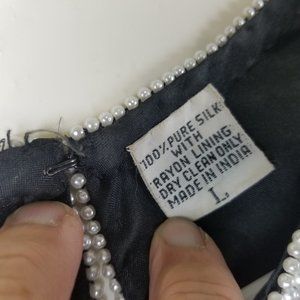 100% PURE SILK
WITH
RAYON LINING
DRY CLEAN ONLY
MADE IN INDIA
L